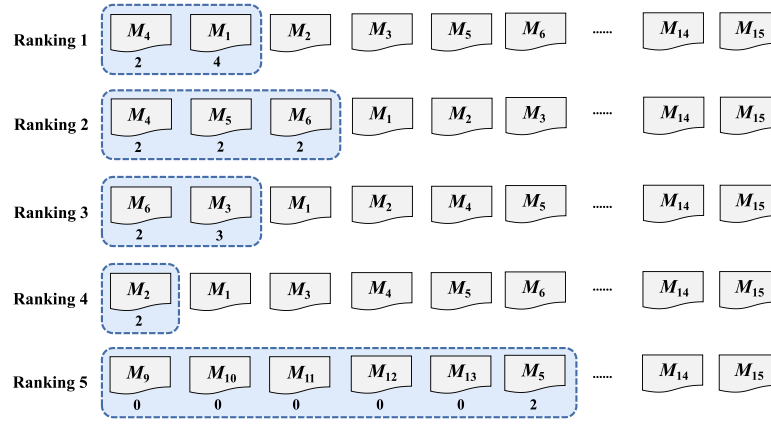 Ranking 1 M4 M1 M2 M3 M5 M6 ...... M14 M15
2 4
Ranking 2 M4 M5 M6 M1 M2 M3 ...... M14 M15
2 2 2
Ranking 3 M6 M3 M1 M2 M4 M5 ...... M14 M15
2 3
Ranking 4 M2 M1 M3 M4 M5 M6 ...... M14 M15
2
Ranking 5 M9 M10 M11 M12 M13 M5 ...... M14 M15
0 0 0 0 0 2